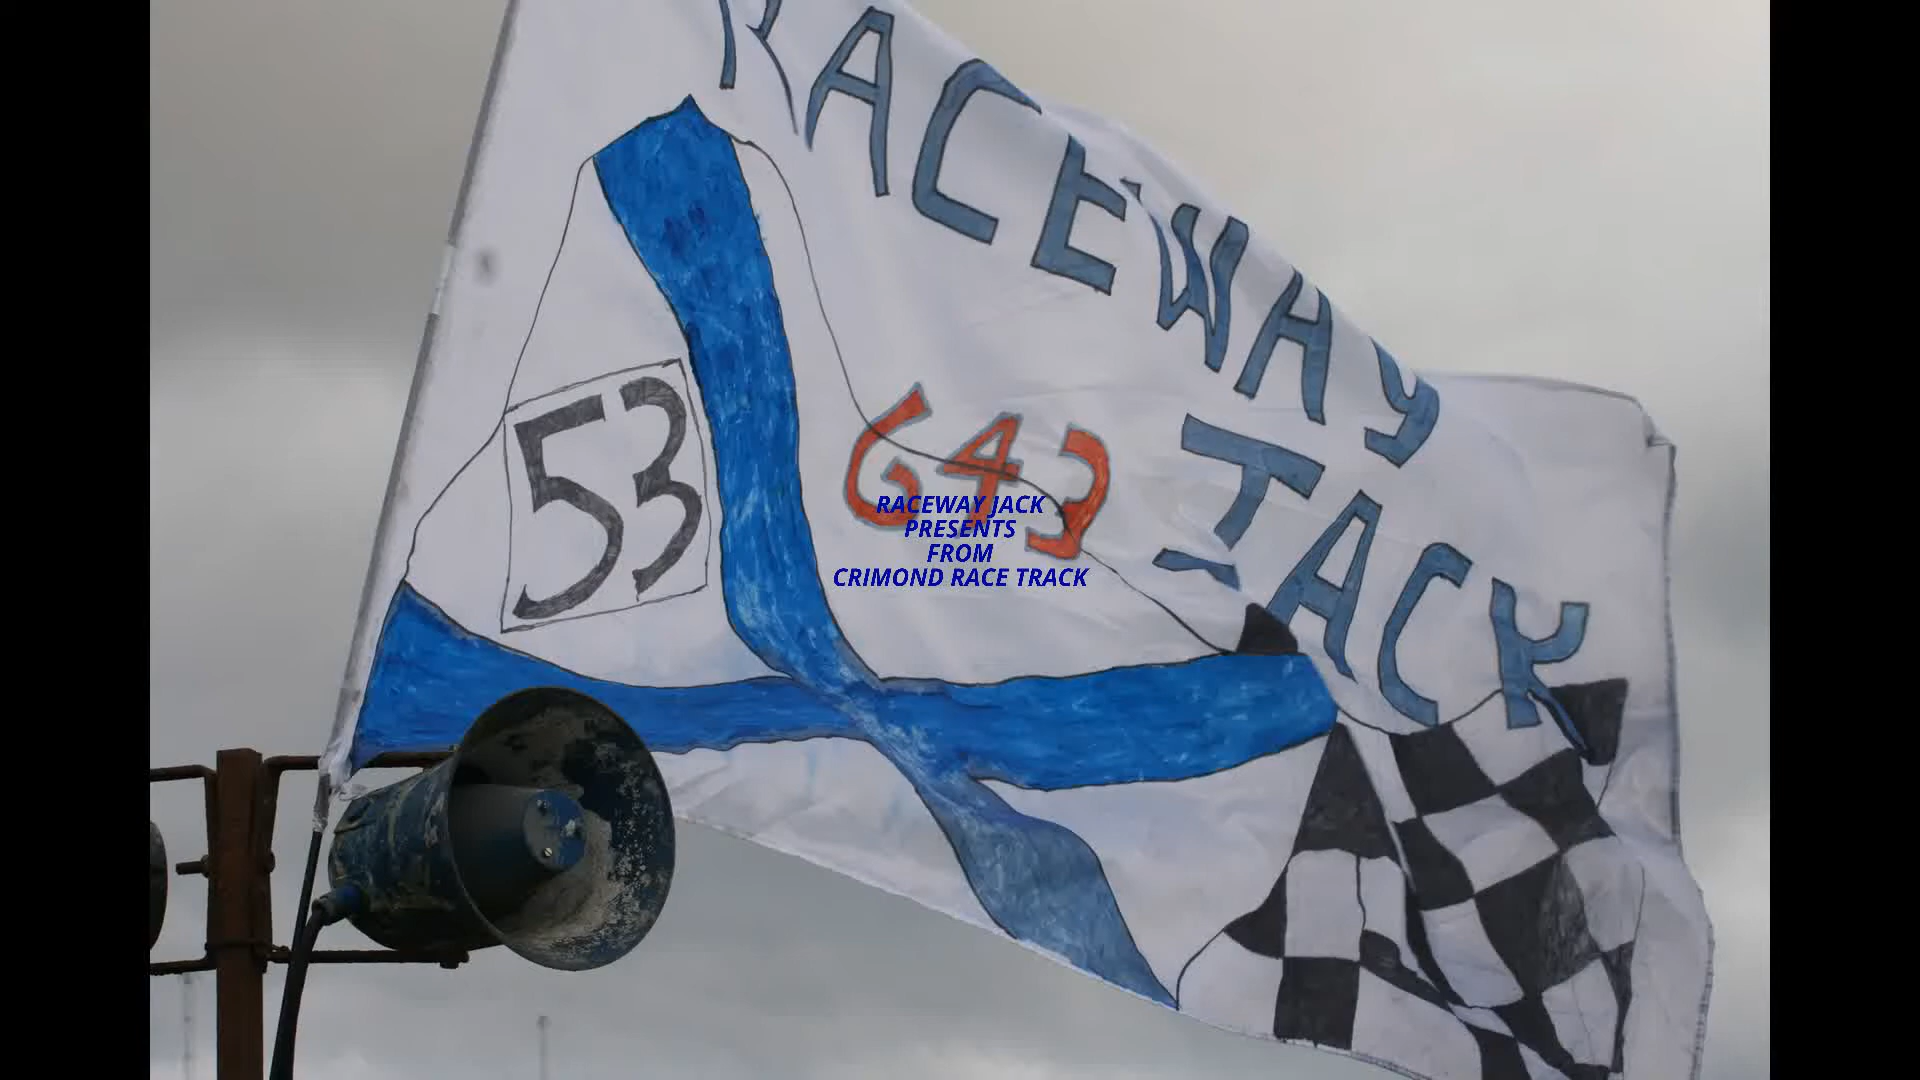 RACEWAY
JACK
53
643
RACEWAY JACK
PRESENTS
FROM
CRIMOND RACE TRACK